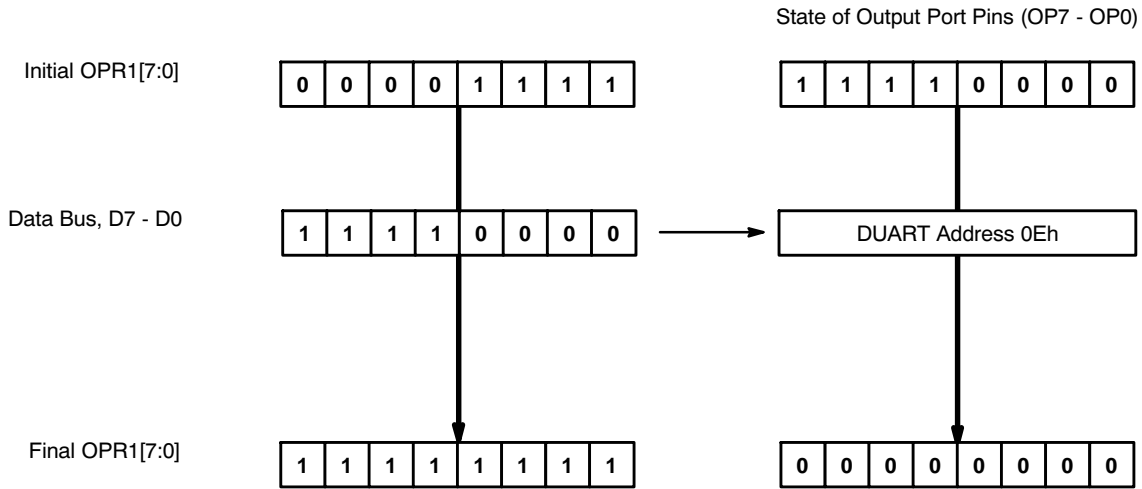 State of Output Port Pins (OP7 - OP0)
Initial OPR1[7:0]
0 0 0 0 1 1 1 1
1 1 1 1 0 0 0 0
Data Bus, D7 - D0
1 1 1 1 0 0 0 0
DUART Address 0Eh
Final OPR1[7:0]
1 1 1 1 1 1 1 1
0 0 0 0 0 0 0 0